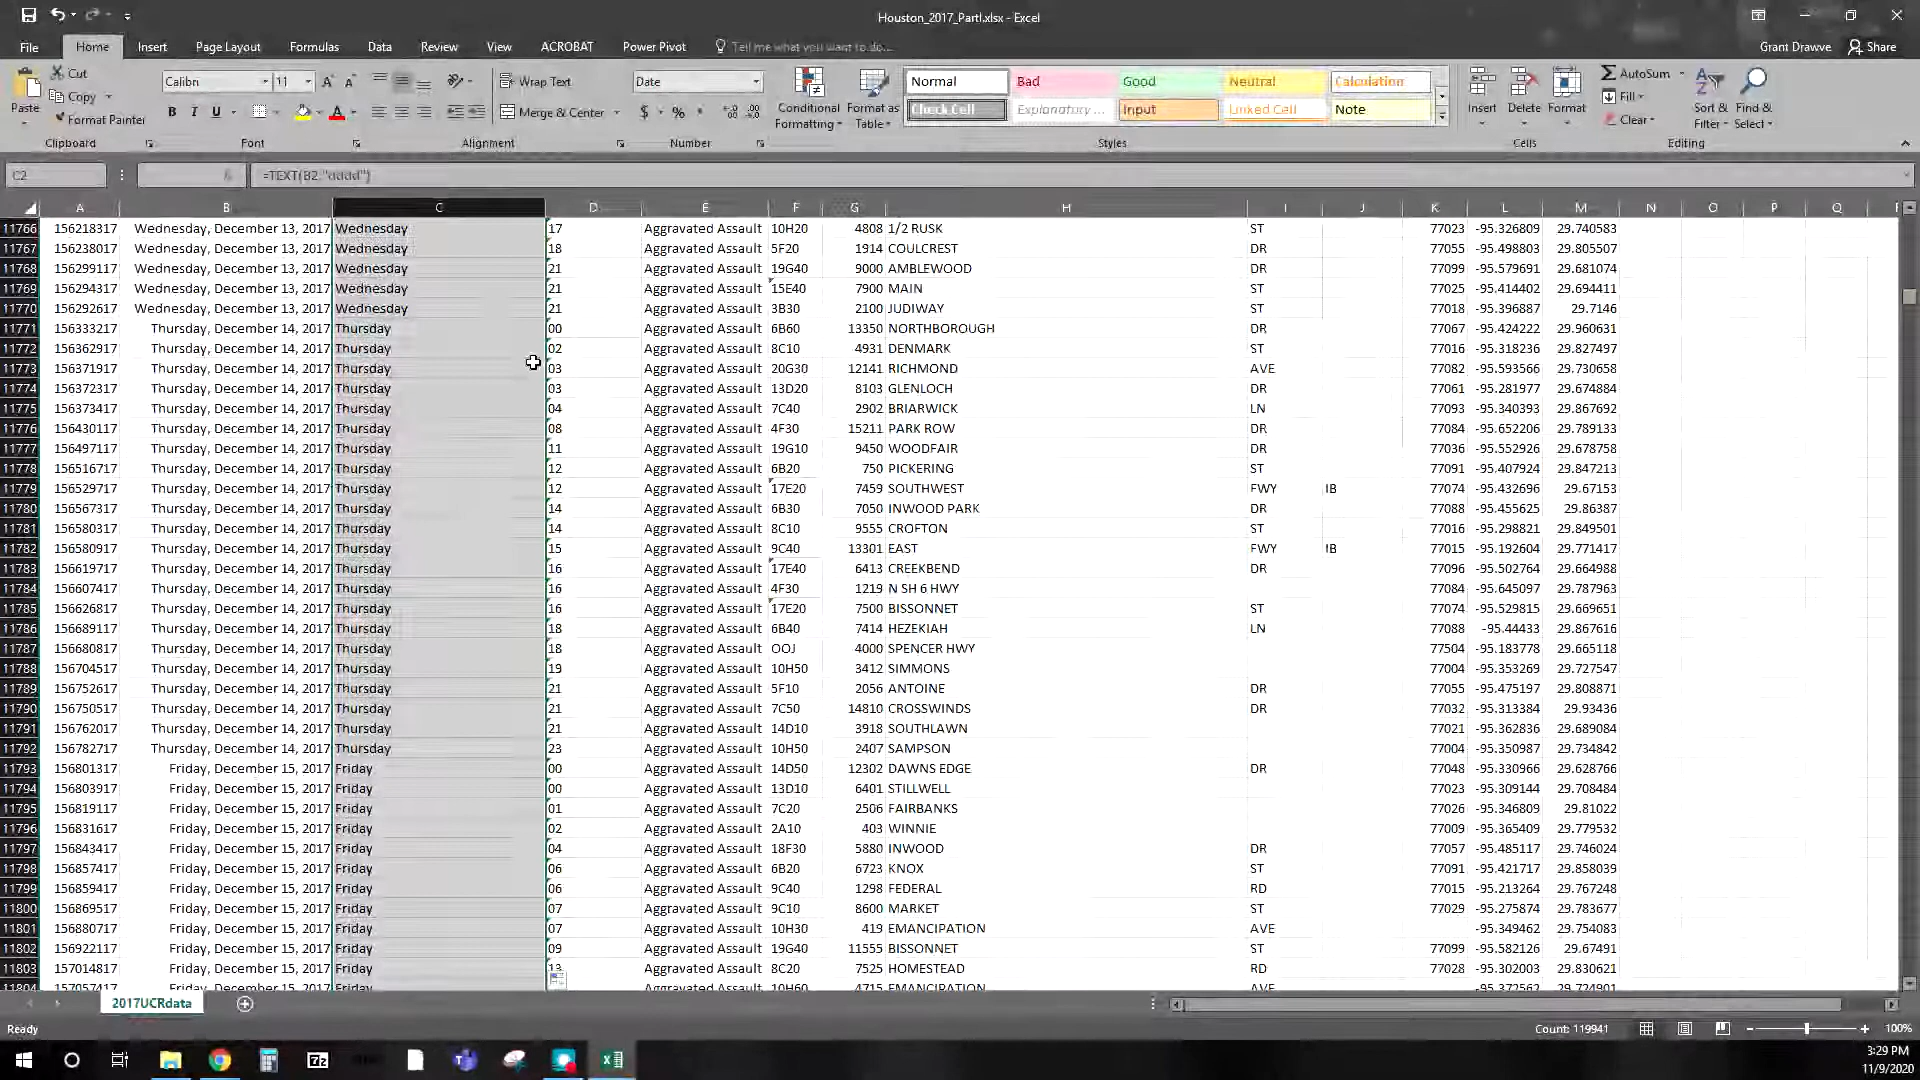 Houston_2017_PartI.xlsx - Excel
File Home Insert Page Layout Formulas Data Review View ACROBAT Power Pivot Tell me what you want to do... Grant Drawve Share
Paste Cut Copy Format Painter Calibri 11 B I U Wrap Text Merge & Center Date $ % , Conditional Formatting Format as Table Normal Bad Good Neutral Calculation Check Cell Explanatory ... Input Linked Cell Note Insert Delete Format AutoSum Fill Clear Sort & Filter Find & Select
Clipboard Font Alignment Number Styles Cells Editing
C2 =TEXT(B2,"dddd")
A B C D E F G H I J K L M N O P Q
11766 156218317 Wednesday, December 13, 2017 Wednesday 17 Aggravated Assault 10H20 4808 1/2 RUSK ST 77023 -95.326809 29.740583
11767 156238017 Wednesday, December 13, 2017 Wednesday 18 Aggravated Assault 5F20 1914 COULCREST DR 77055 -95.498803 29.805507
11768 156299117 Wednesday, December 13, 2017 Wednesday 21 Aggravated Assault 19G40 9000 AMBLEWOOD DR 77099 -95.579691 29.681074
11769 156294317 Wednesday, December 13, 2017 Wednesday 21 Aggravated Assault 15E40 7900 MAIN ST 77025 -95.414402 29.694411
11770 156292617 Wednesday, December 13, 2017 Wednesday 21 Aggravated Assault 3B30 2100 JUDIWAY ST 77018 -95.396887 29.7146
11771 156333217 Thursday, December 14, 2017 Thursday 00 Aggravated Assault 6B60 13350 NORTHBOROUGH DR 77067 -95.424222 29.960631
11772 156362917 Thursday, December 14, 2017 Thursday 02 Aggravated Assault 8C10 4931 DENMARK ST 77016 -95.318236 29.827497
11773 156371917 Thursday, December 14, 2017 Thursday 03 Aggravated Assault 20G30 12141 RICHMOND AVE 77082 -95.593566 29.730658
11774 156372317 Thursday, December 14, 2017 Thursday 03 Aggravated Assault 13D20 8103 GLENLOCH DR 77061 -95.281977 29.674884
11775 156373417 Thursday, December 14, 2017 Thursday 04 Aggravated Assault 7C40 2902 BRIARWICK LN 77093 -95.340393 29.867692
11776 156430117 Thursday, December 14, 2017 Thursday 08 Aggravated Assault 4F30 15211 PARK ROW DR 77084 -95.652206 29.789133
11777 156497117 Thursday, December 14, 2017 Thursday 11 Aggravated Assault 19G10 9450 WOODFAIR DR 77036 -95.552926 29.678758
11778 156516717 Thursday, December 14, 2017 Thursday 12 Aggravated Assault 6B20 750 PICKERING ST 77091 -95.407924 29.847213
11779 156529717 Thursday, December 14, 2017 Thursday 12 Aggravated Assault 17E20 7459 SOUTHWEST FWY IB 77074 -95.432696 29.67153
11780 156567317 Thursday, December 14, 2017 Thursday 14 Aggravated Assault 6B30 7050 INWOOD PARK DR 77088 -95.455625 29.86387
11781 156580317 Thursday, December 14, 2017 Thursday 14 Aggravated Assault 8C10 9555 CROFTON ST 77016 -95.298821 29.849501
11782 156580917 Thursday, December 14, 2017 Thursday 15 Aggravated Assault 9C40 13301 EAST FWY IB 77015 -95.192604 29.771417
11783 156619717 Thursday, December 14, 2017 Thursday 16 Aggravated Assault 17E40 6413 CREEKBEND DR 77096 -95.502764 29.664988
11784 156607417 Thursday, December 14, 2017 Thursday 16 Aggravated Assault 4F30 1219 N SH 6 HWY 77084 -95.645097 29.787963
11785 156626817 Thursday, December 14, 2017 Thursday 16 Aggravated Assault 17E20 7500 BISSONNET ST 77074 -95.529815 29.669651
11786 156689117 Thursday, December 14, 2017 Thursday 18 Aggravated Assault 6B40 7414 HEZEKIAH LN 77088 -95.44433 29.867616
11787 156680817 Thursday, December 14, 2017 Thursday 18 Aggravated Assault OOJ 4000 SPENCER HWY 77504 -95.183778 29.665118
11788 156704517 Thursday, December 14, 2017 Thursday 19 Aggravated Assault 10H50 3412 SIMMONS 77004 -95.353269 29.727547
11789 156752617 Thursday, December 14, 2017 Thursday 21 Aggravated Assault 5F10 2056 ANTOINE DR 77055 -95.475197 29.808871
11790 156750517 Thursday, December 14, 2017 Thursday 21 Aggravated Assault 7C50 14810 CROSSWINDS DR 77032 -95.313384 29.93436
11791 156762017 Thursday, December 14, 2017 Thursday 21 Aggravated Assault 14D10 3918 SOUTHLAWN 77021 -95.362836 29.689084
11792 156782717 Thursday, December 14, 2017 Thursday 23 Aggravated Assault 10H50 2407 SAMPSON 77004 -95.350987 29.734842
11793 156801317 Friday, December 15, 2017 Friday 00 Aggravated Assault 14D50 12302 DAWNS EDGE DR 77048 -95.330966 29.628766
11794 156803917 Friday, December 15, 2017 Friday 00 Aggravated Assault 13D10 6401 STILLWELL 77023 -95.309144 29.708484
11795 156819117 Friday, December 15, 2017 Friday 01 Aggravated Assault 7C20 2506 FAIRBANKS 77026 -95.346809 29.81022
11796 156831617 Friday, December 15, 2017 Friday 02 Aggravated Assault 2A10 403 WINNIE 77009 -95.365409 29.779532
11797 156843417 Friday, December 15, 2017 Friday 04 Aggravated Assault 18F30 5880 INWOOD DR 77057 -95.485117 29.746024
11798 156857417 Friday, December 15, 2017 Friday 06 Aggravated Assault 6B20 6723 KNOX ST 77091 -95.421717 29.858039
11799 156859417 Friday, December 15, 2017 Friday 06 Aggravated Assault 9C40 1298 FEDERAL RD 77015 -95.213264 29.767248
11800 156869517 Friday, December 15, 2017 Friday 07 Aggravated Assault 9C10 8600 MARKET ST 77029 -95.275874 29.783677
11801 156880717 Friday, December 15, 2017 Friday 07 Aggravated Assault 10H30 419 EMANCIPATION AVE -95.349462 29.754083
11802 156922117 Friday, December 15, 2017 Friday 09 Aggravated Assault 19G40 11555 BISSONNET ST 77099 -95.582126 29.67491
11803 157014817 Friday, December 15, 2017 Friday 13 Aggravated Assault 8C20 7525 HOMESTEAD RD 77028 -95.302003 29.830621
11804 157057417 Friday, December 15, 2017 Friday Aggravated Assault 10H60 4715 EMANCIPATION AVE -95.372562 29.724901
2017UCRdata
Ready Count: 119941 100%
3:29 PM
11/9/2020